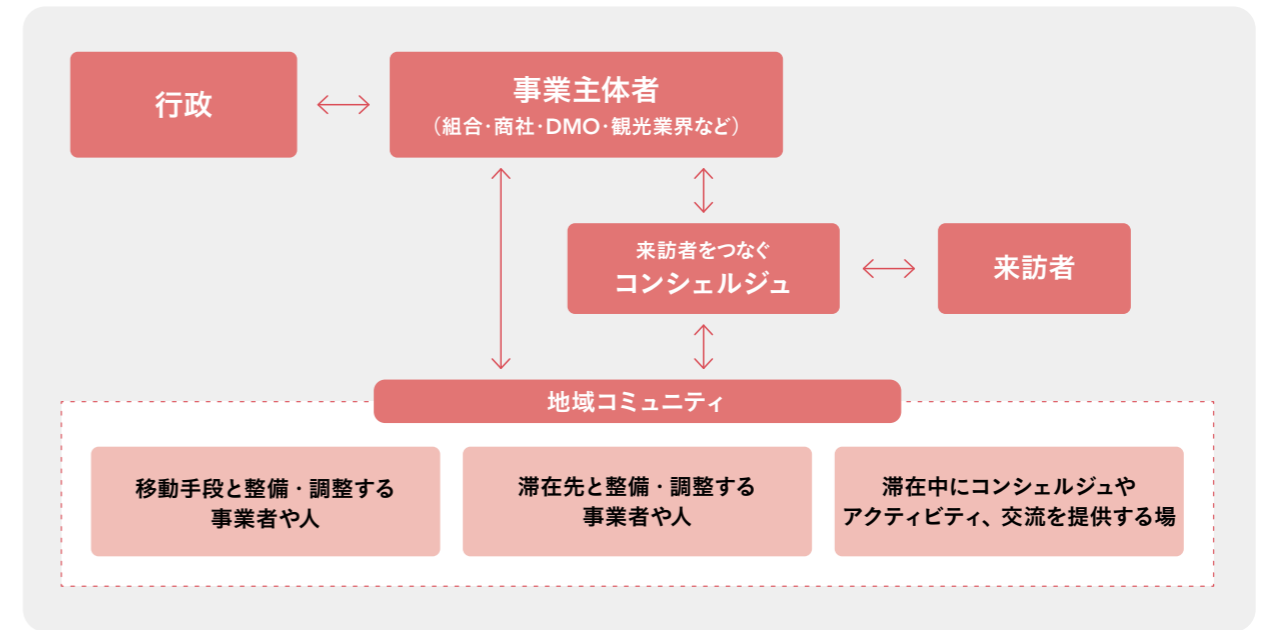 行政
事業主体者
（組合・商社・DMO・観光業界など）
来訪者をつなぐ
コンシェルジュ
来訪者
地域コミュニティ
移動手段と整備・調整する
事業者や人
滞在先と整備・調整する
事業者や人
滞在中にコンシェルジュや
アクティビティ、交流を提供する場